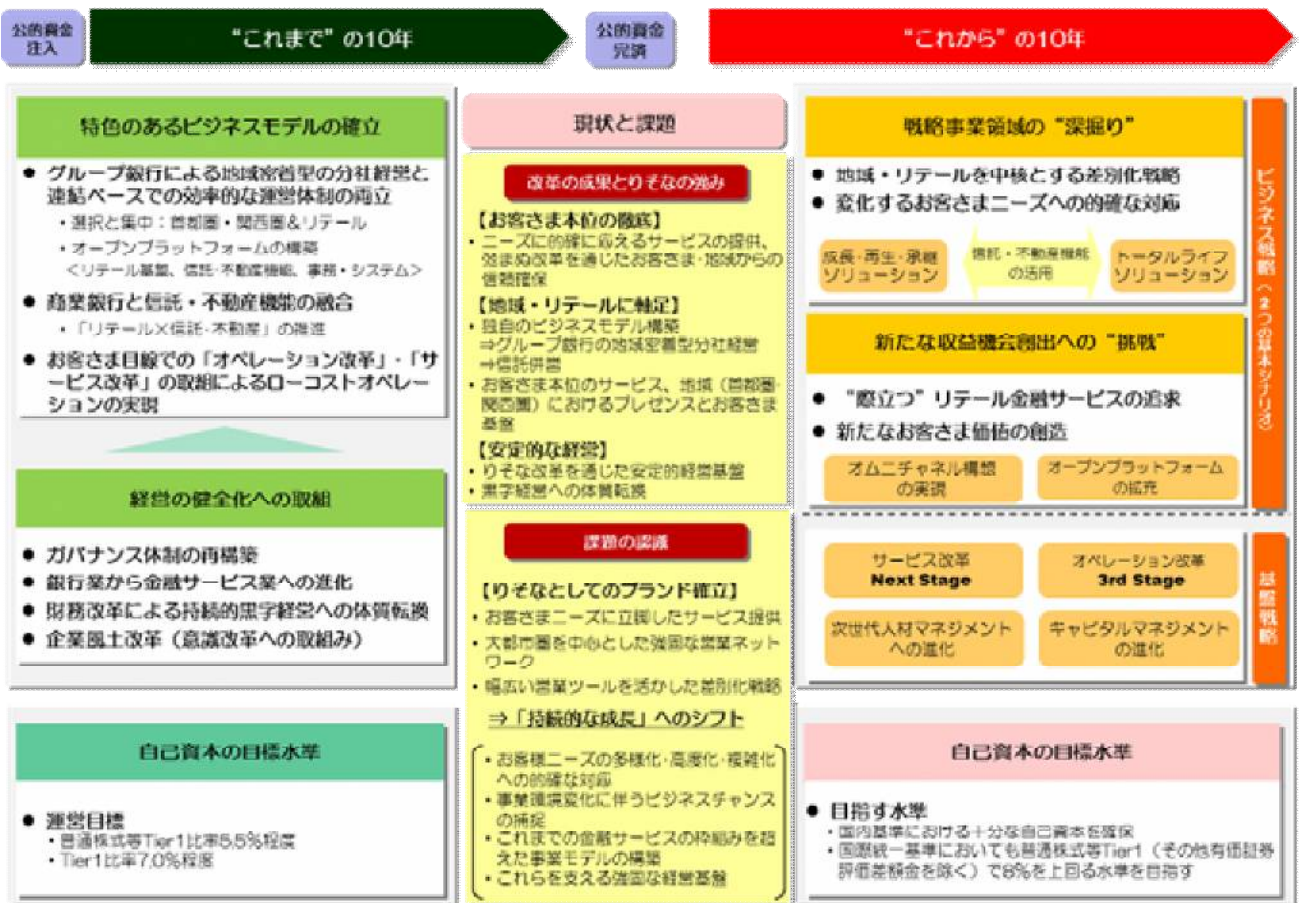 公的資金
注入
“これまで”の10年
公的資金
完済
“これから”の10年
特色のあるビジネスモデルの確立
● グループ銀行による地域密着型の分社経営と
連結ベースでの効率的な運営体制の両立
・選択と集中：首都圏・関西圏＆リテール
・オープンプラットフォームの構築
＜リテール基盤、信託・不動産機能、事務・システム＞
● 商業銀行と信託・不動産機能の融合
・「リテール×信託・不動産」の推進
● お客さま目線での「オペレーション改革」・「サ
ービス改革」の取組によるローコストオペレー
ションの実現
経営の健全化への取組
● ガバナンス体制の再構築
● 銀行業から金融サービス業への進化
● 財務改革による持続的黒字経営への体質転換
● 企業風土改革（意識改革への取組み）
自己資本の目標水準
● 運営目標
・普通株式等Tier1比率5.5%程度
・Tier1比率7.0%程度
現状と課題
改革の成果とりそなの強み
【お客さま本位の徹底】
・ニーズに的確に応えるサービスの提供、
弛まぬ改革を通じたお客さま・地域からの
信頼確保
【地域・リテールに軸足】
・独自のビジネスモデル構築
⇒グループ銀行の地域密着型分社経営
⇒信託併営
・お客さま本位のサービス、地域（首都圏・
関西圏）におけるプレゼンスとお客さま
基盤
【安定的な経営】
・りそな改革を通じた安定的経営基盤
・黒字経営への体質転換
課題の認識
【りそなとしてのブランド確立】
・お客さまニーズに立脚したサービス提供
・大都市圏を中心とした強固な営業ネット
ワーク
・幅広い営業ツールを活かした差別化戦略
⇒「持続的な成長」へのシフト
・お客様ニーズの多様化・高度化・複雑化
への的確な対応
・事業環境変化に伴うビジネスチャンス
の捕捉
・これまでの金融サービスの枠組みを超
えた事業モデルの構築
・これらを支える強固な経営基盤
戦略事業領域の“深掘り”
● 地域・リテールを中核とする差別化戦略
● 変化するお客さまニーズへの的確な対応
成長・再生・承継
ソリューション
信託・不動産機能
の活用
トータルライフ
ソリューション
新たな収益機会創出への“挑戦”
● “際立つ”リテール金融サービスの追求
● 新たなお客さま価値の創造
オムニチャネル構想
の実現
オープンプラットフォーム
の拡充
ビジネス戦略〈2つの基本シナリオ〉
サービス改革
Next Stage
オペレーション改革
3rd Stage
次世代人材マネジメント
への進化
キャピタルマネジメント
の進化
基盤戦略
自己資本の目標水準
● 目指す水準
・国内基準における十分な自己資本を確保
・国際統一基準においても普通株式等Tier1（その他有価証券
評価差額金を除く）で8%を上回る水準を目指す